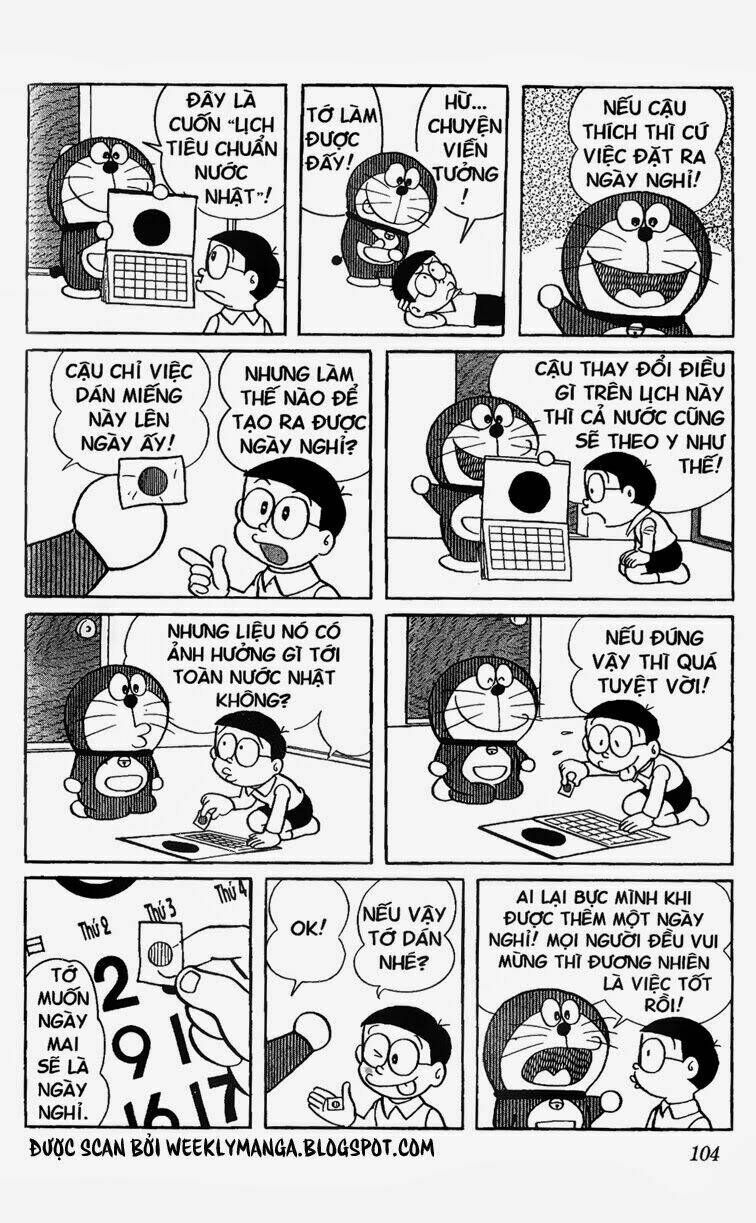 NẾU CẬU
THÍCH THÌ CỨ
VIỆC ĐẶT RA
NGÀY NGHỈ!
HỪ...
CHUYỆN
VIỂN
TƯỞNG
!
TỚ LÀM
ĐƯỢC
ĐẤY!
ĐÂY LÀ
CUỐN “LỊCH
TIÊU CHUẨN
NƯỚC
NHẬT”!
CẬU THAY ĐỔI ĐIỀU
GÌ TRÊN LỊCH NÀY
THÌ CẢ NƯỚC CŨNG
SẼ THEO Y NHƯ
THẾ!
NHƯNG LÀM
THẾ NÀO ĐỂ
TẠO RA ĐƯỢC
NGÀY NGHỈ?
CẬU CHỈ VIỆC
DÁN MIẾNG
NÀY LÊN
NGÀY ẤY!
NẾU ĐÚNG
VẬY THÌ QUÁ
TUYỆT VỜI!
NHƯNG LIỆU NÓ CÓ
ẢNH HƯỞNG GÌ TỚI
TOÀN NƯỚC NHẬT
KHÔNG?
AI LẠI BỰC MÌNH KHI
ĐƯỢC THÊM MỘT NGÀY
NGHỈ! MỌI NGƯỜI ĐỀU VUI
MỪNG THÌ ĐƯƠNG NHIÊN
LÀ VIỆC TỐT
RỒI!
NẾU VẬY
TỚ DÁN
NHÉ?
OK!
Thứ 2 Thứ 3 Thứ 4
2
9
16 17
TỚ
MUỐN
NGÀY
MAI
SẼ LÀ
NGÀY
NGHỈ.
ĐƯỢC SCAN BỞI WEEKLYMANGA.BLOGSPOT.COM
104